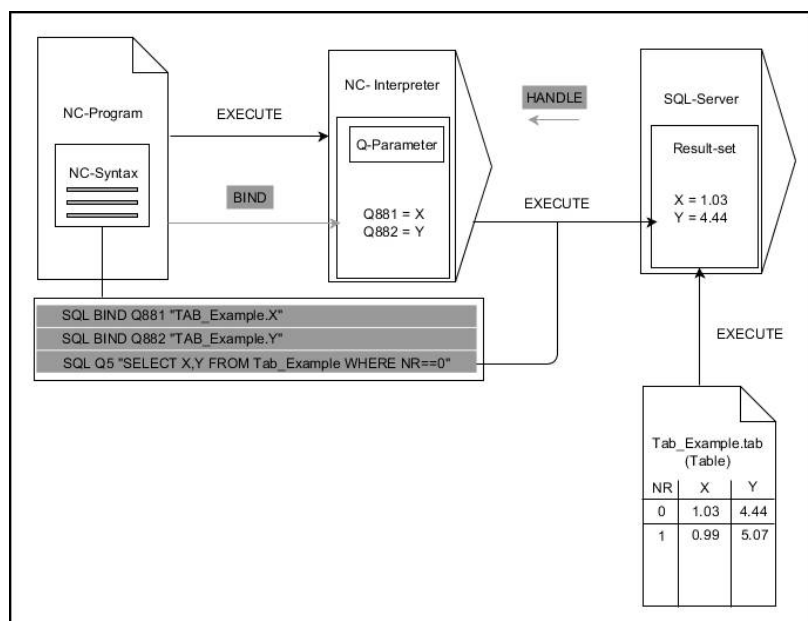 NC-Program
NC-Syntax
EXECUTE
BIND
NC- Interpreter
Q-Parameter
Q881 = X
Q882 = Y
HANDLE
EXECUTE
SQL-Server
Result-set
X = 1.03
Y = 4.44
SQL BIND Q881 "TAB_Example.X"
SQL BIND Q882 "TAB_Example.Y"
SQL Q5 "SELECT X,Y FROM Tab_Example WHERE NR==0"
EXECUTE
Tab_Example.tab
(Table)
NR X Y
0 1.03 4.44
1 0.99 5.07